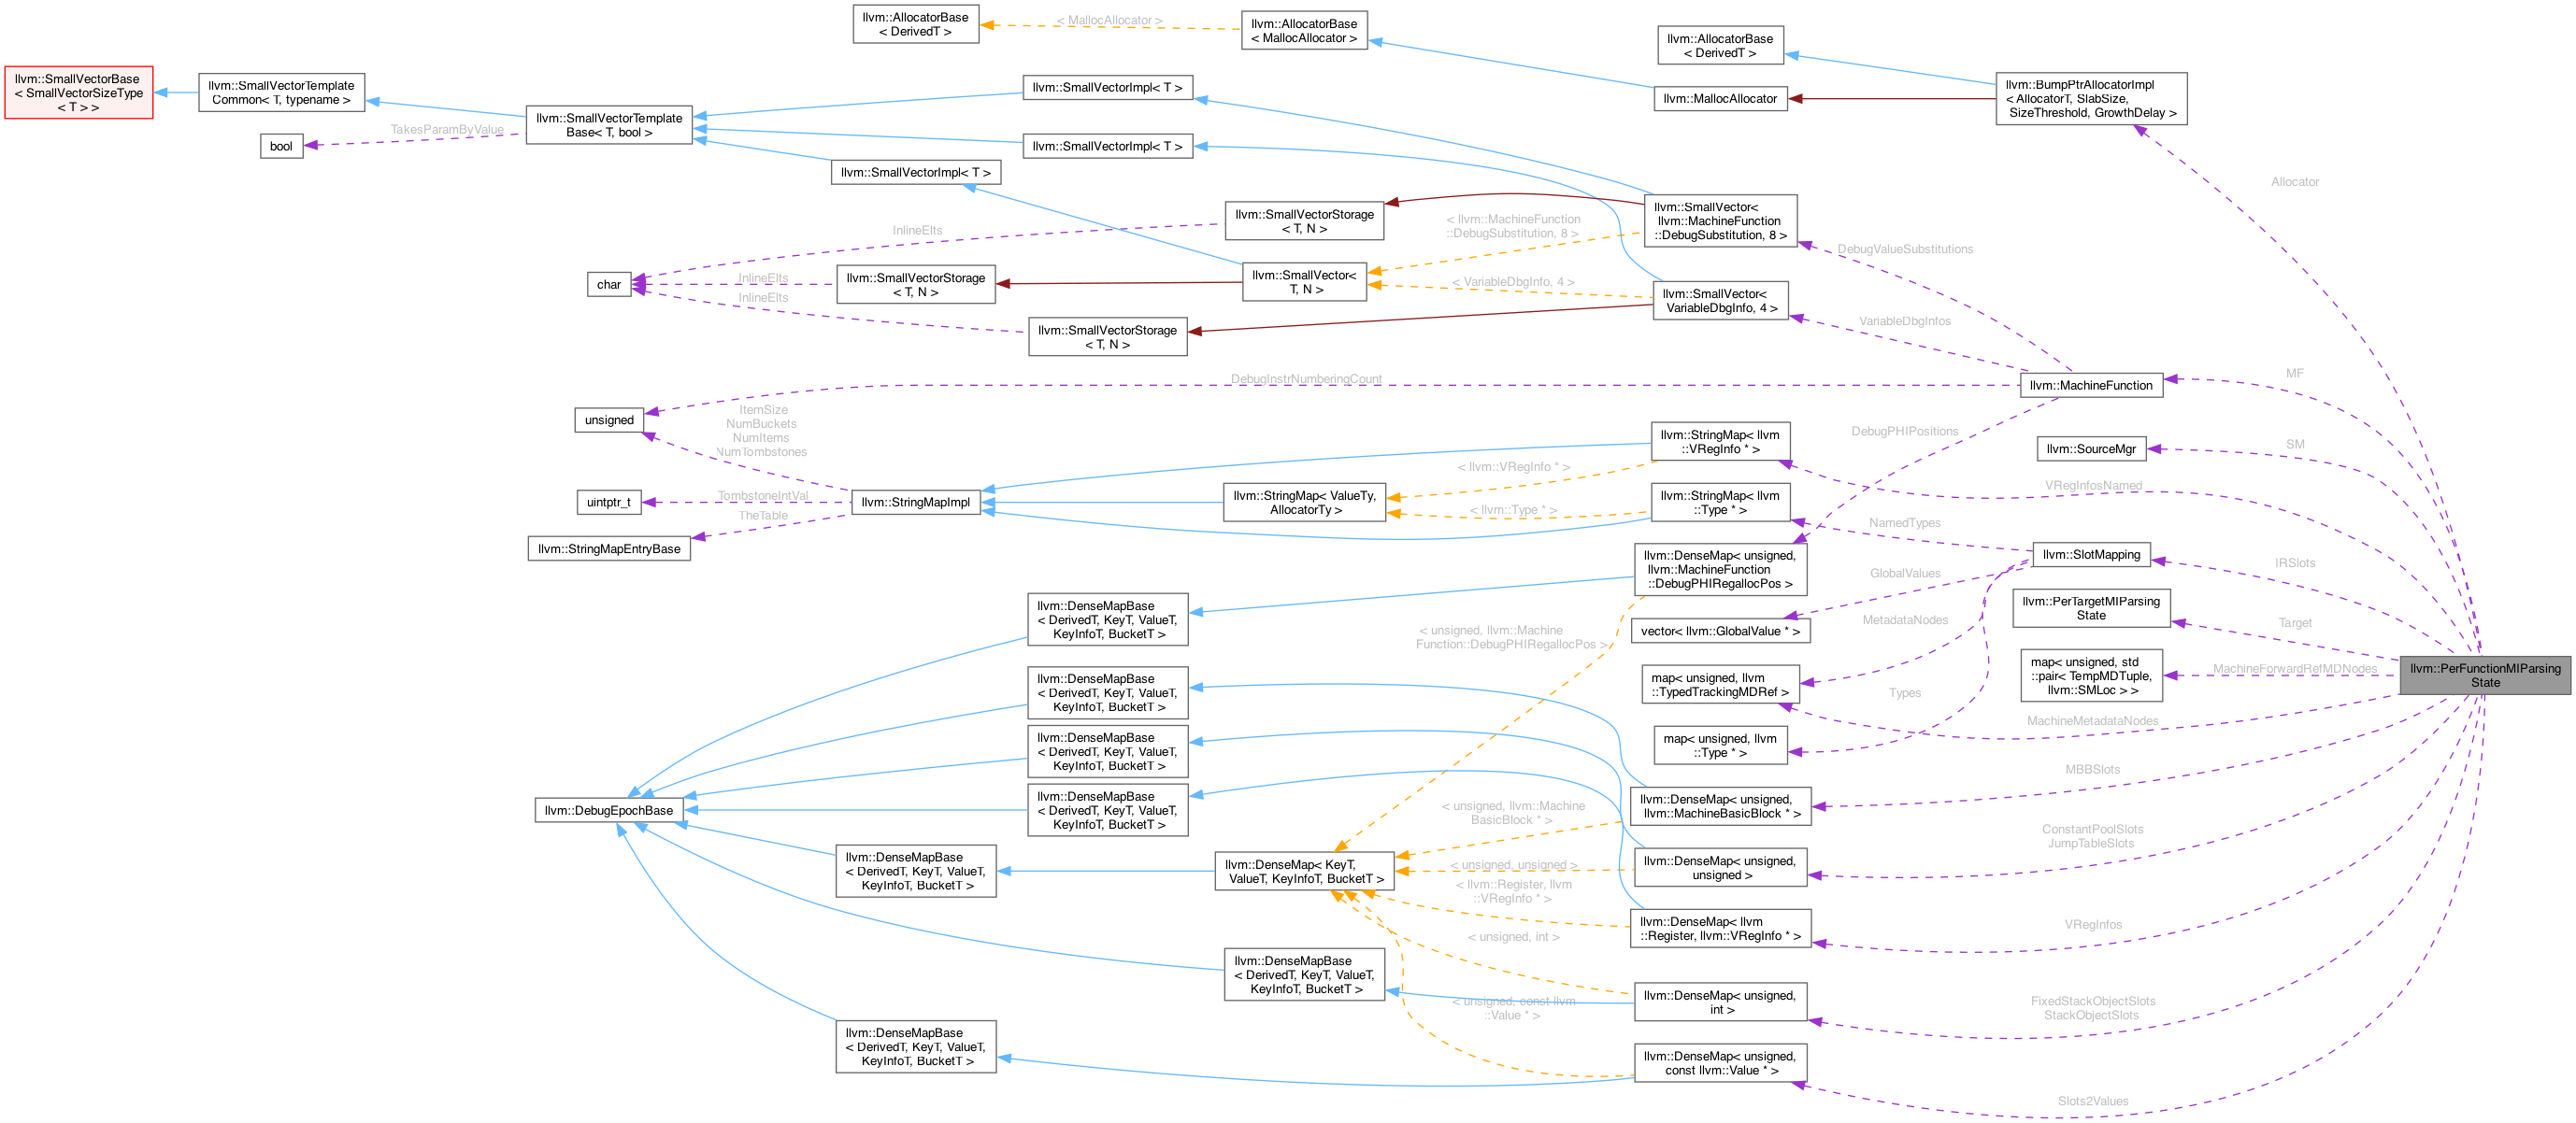 llvm::AllocatorBase
< DerivedT >
< MallocAllocator >
llvm::AllocatorBase
< MallocAllocator >
llvm::AllocatorBase
< DerivedT >
llvm::SmallVectorBase
< SmallVectorSizeType
< T > >
llvm::SmallVectorTemplate
Common< T, typename >
llvm::SmallVectorImpl< T >
llvm::MallocAllocator
llvm::BumpPtrAllocatorImpl
< AllocatorT, SlabSize,
SizeThreshold, GrowthDelay >
bool
TakesParamByValue
llvm::SmallVectorTemplate
Base< T, bool >
llvm::SmallVectorImpl< T >
llvm::SmallVectorImpl< T >
Allocator
llvm::SmallVectorStorage
< T, N >
< llvm::MachineFunction
::DebugSubstitution, 8 >
llvm::SmallVector<
llvm::MachineFunction
::DebugSubstitution, 8 >
InlineElts
DebugValueSubstitutions
char
InlineElts
InlineElts
llvm::SmallVectorStorage
< T, N >
llvm::SmallVector<
T, N >
< VariableDbgInfo, 4 >
llvm::SmallVector<
VariableDbgInfo, 4 >
llvm::SmallVectorStorage
< T, N >
VariableDbgInfos
DebugInstrNumberingCount
llvm::MachineFunction
MF
unsigned
ItemSize
NumBuckets
NumItems
NumTombstones
llvm::StringMap< llvm
::VRegInfo * >
DebugPHIPositions
llvm::SourceMgr
SM
< llvm::VRegInfo * >
uintptr_t
TombstoneIntVal
llvm::StringMapImpl
llvm::StringMap< ValueTy,
AllocatorTy >
< llvm::Type * >
llvm::StringMap< llvm
::Type * >
VRegInfosNamed
TheTable
llvm::StringMapEntryBase
NamedTypes
llvm::SlotMapping
IRSlots
llvm::DenseMap< unsigned,
llvm::MachineFunction
::DebugPHIRegallocPos >
GlobalValues
llvm::DenseMapBase
< DerivedT, KeyT, ValueT,
KeyInfoT, BucketT >
< unsigned, llvm::Machine
Function::DebugPHIRegallocPos >
vector< llvm::GlobalValue * >
MetadataNodes
llvm::PerTargetMIParsing
State
Target
llvm::DenseMapBase
< DerivedT, KeyT, ValueT,
KeyInfoT, BucketT >
map< unsigned, llvm
::TypedTrackingMDRef >
Types
map< unsigned, std
::pair< TempMDTuple,
llvm::SMLoc > >
MachineForwardRefMDNodes
llvm::PerFunctionMIParsing
State
llvm::DenseMapBase
< DerivedT, KeyT, ValueT,
KeyInfoT, BucketT >
map< unsigned, llvm
::Type * >
MachineMetadataNodes
MBBSlots
llvm::DebugEpochBase
llvm::DenseMapBase
< DerivedT, KeyT, ValueT,
KeyInfoT, BucketT >
< unsigned, llvm::Machine
BasicBlock * >
llvm::DenseMap< unsigned,
llvm::MachineBasicBlock * >
ConstantPoolSlots
JumpTableSlots
llvm::DenseMapBase
< DerivedT, KeyT, ValueT,
KeyInfoT, BucketT >
llvm::DenseMap< KeyT,
ValueT, KeyInfoT, BucketT >
< unsigned, unsigned >
llvm::DenseMap< unsigned,
unsigned >
< llvm::Register, llvm
::VRegInfo * >
llvm::DenseMap< llvm
::Register, llvm::VRegInfo * >
VRegInfos
< unsigned, int >
llvm::DenseMapBase
< DerivedT, KeyT, ValueT,
KeyInfoT, BucketT >
llvm::DenseMap< unsigned,
int >
FixedStackObjectSlots
StackObjectSlots
< unsigned, const llvm
::Value * >
llvm::DenseMapBase
< DerivedT, KeyT, ValueT,
KeyInfoT, BucketT >
llvm::DenseMap< unsigned,
const llvm::Value * >
Slots2Values